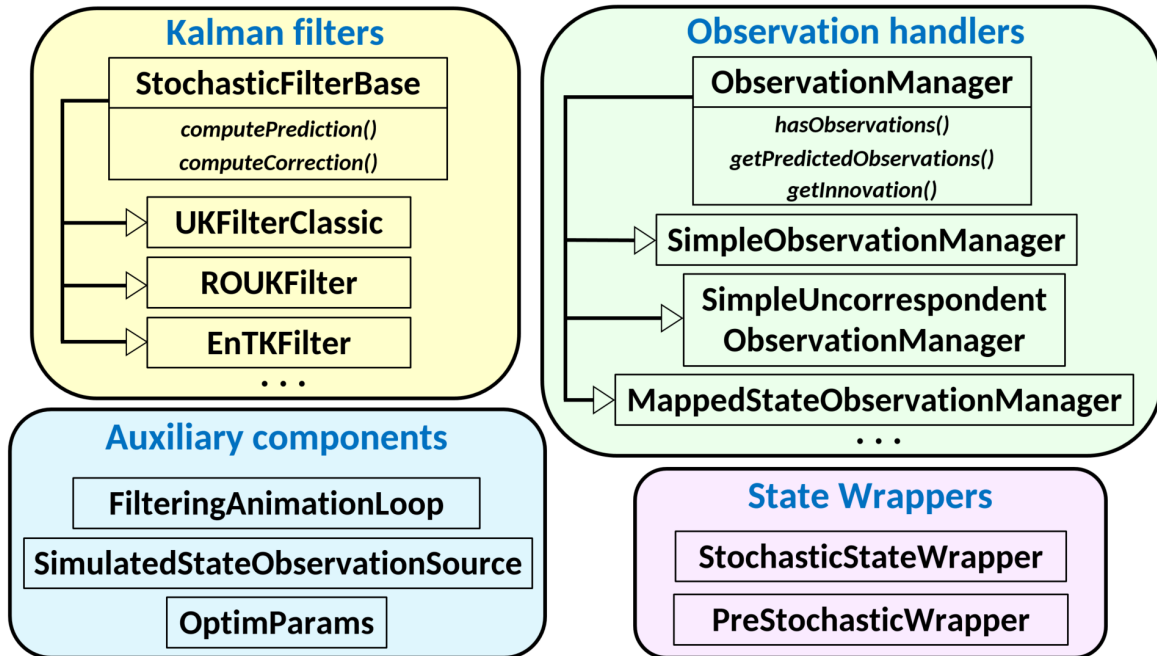 Kalman filters
StochasticFilterBase
computePrediction()
computeCorrection()
UKFilterClassic
ROUKFilter
EnTKFilter
. . .
Observation handlers
ObservationManager
hasObservations()
getPredictedObservations()
getInnovation()
SimpleObservationManager
SimpleUncorrespondent
ObservationManager
MappedStateObservationManager
. . .
Auxiliary components
FilteringAnimationLoop
SimulatedStateObservationSource
OptimParams
State Wrappers
StochasticStateWrapper
PreStochasticWrapper